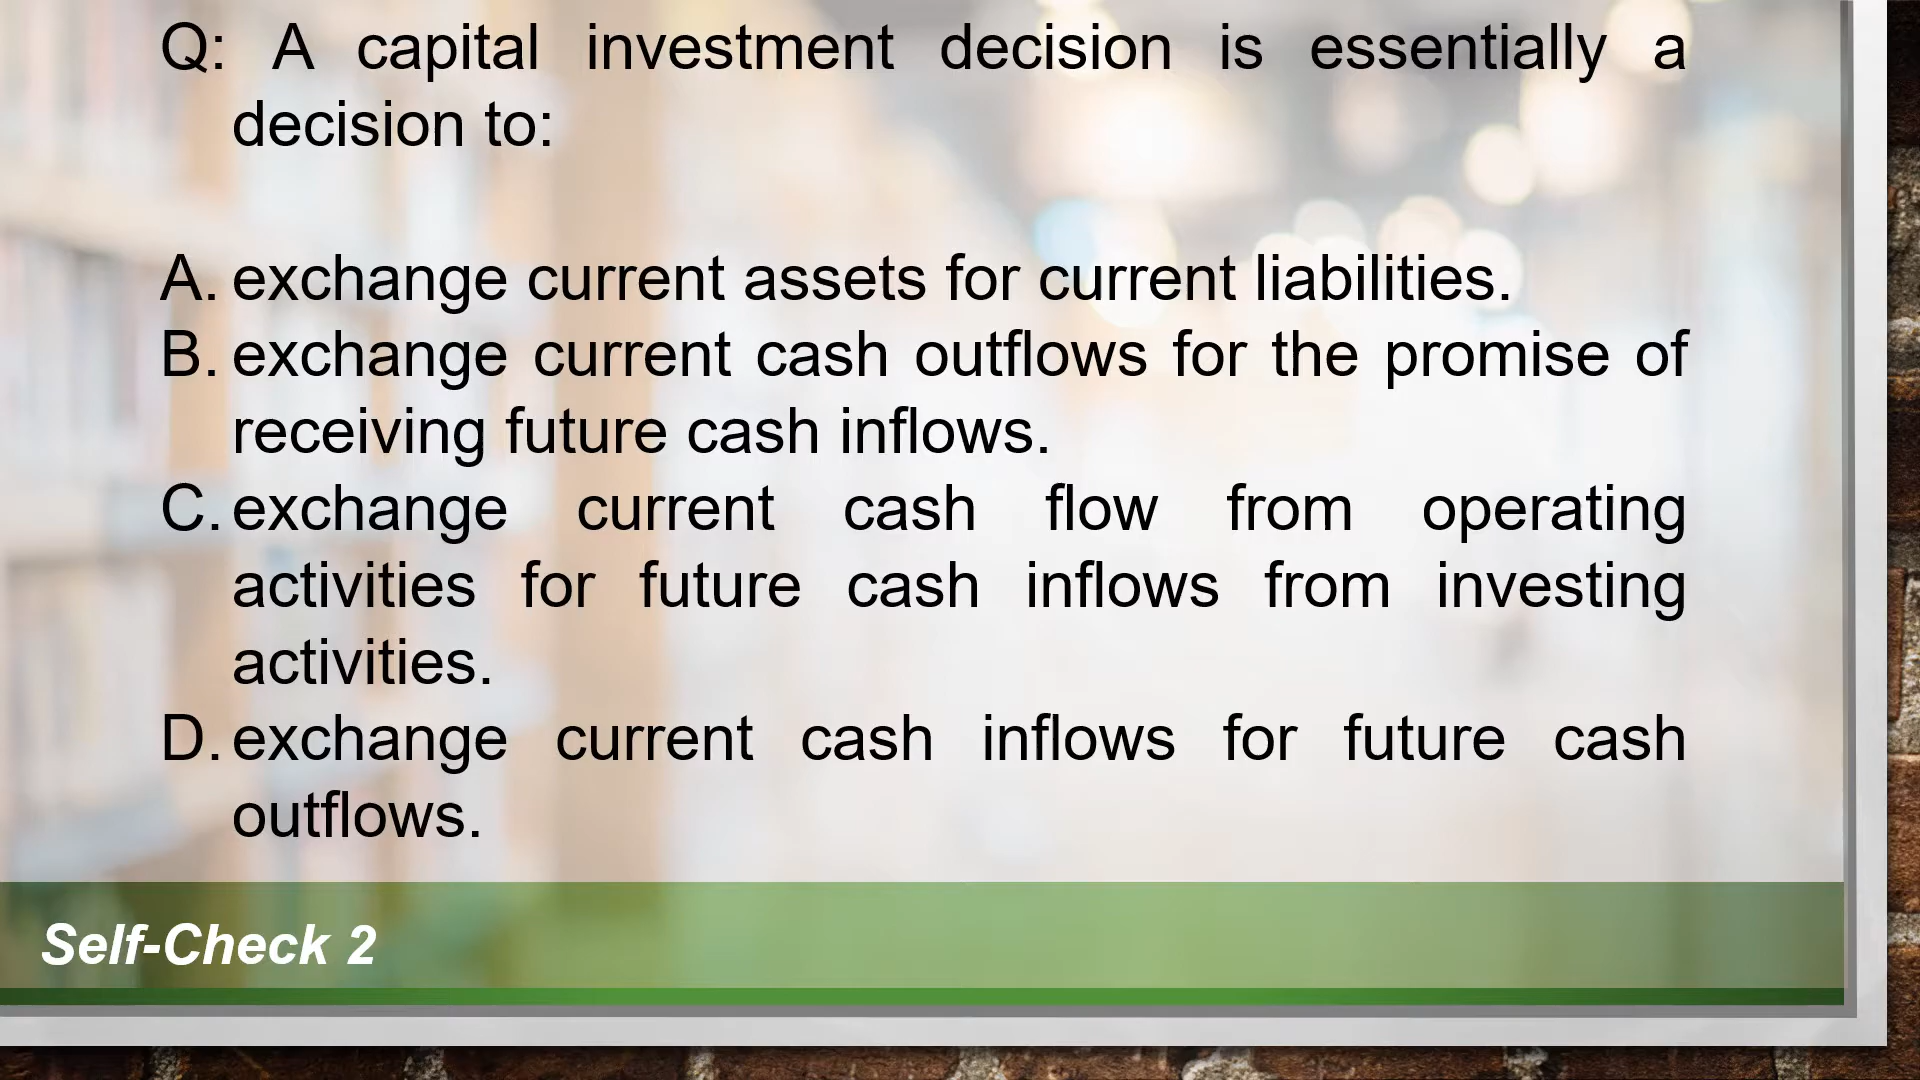 Q: A capital investment decision is essentially a
decision to:
A. exchange current assets for current liabilities.
B. exchange current cash outflows for the promise of
receiving future cash inflows.
C. exchange current cash flow from operating
activities for future cash inflows from investing
activities.
D. exchange current cash inflows for future cash
outflows.
Self-Check 2